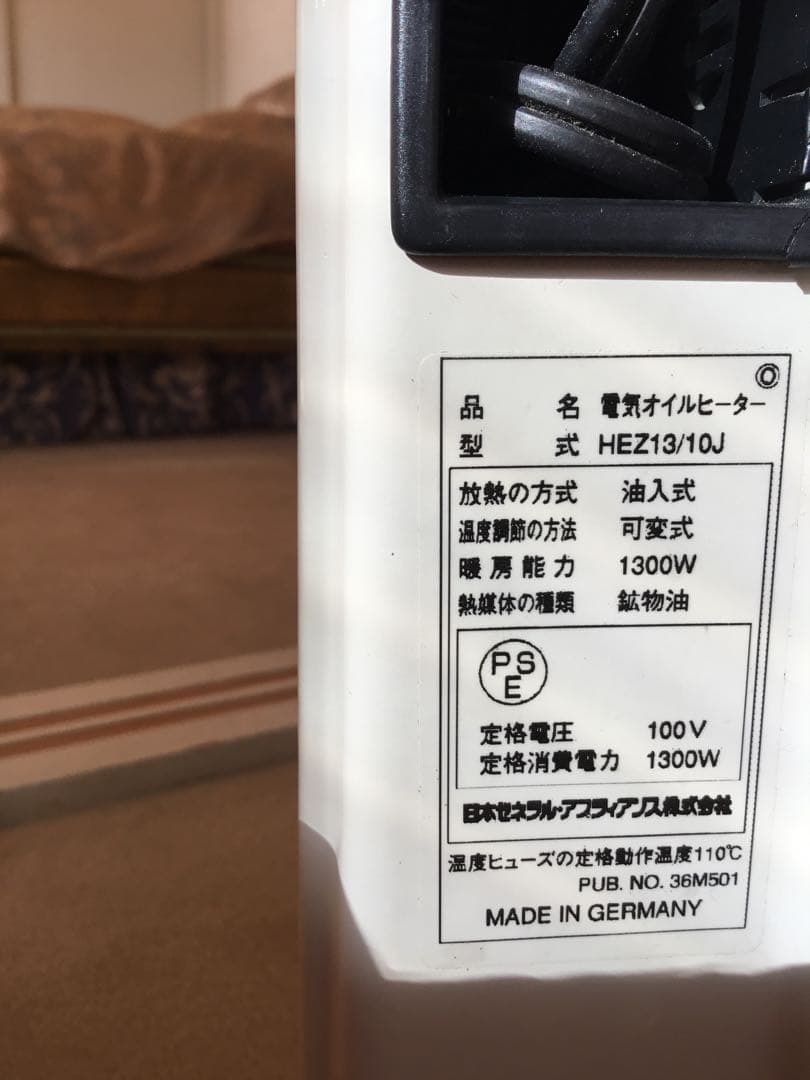 品名 電気オイルヒーター
型式 HEZ13/10J
放熱の方式 油入式
温度調節の方法 可変式
暖房能力 1300W
熱媒体の種類 鉱物油
PS
E
定格電圧 100V
定格消費電力 1300W
日本ゼネラル・アプライアンス株式会社
温度ヒューズの定格動作温度110℃
PUB. NO. 36M501
MADE IN GERMANY